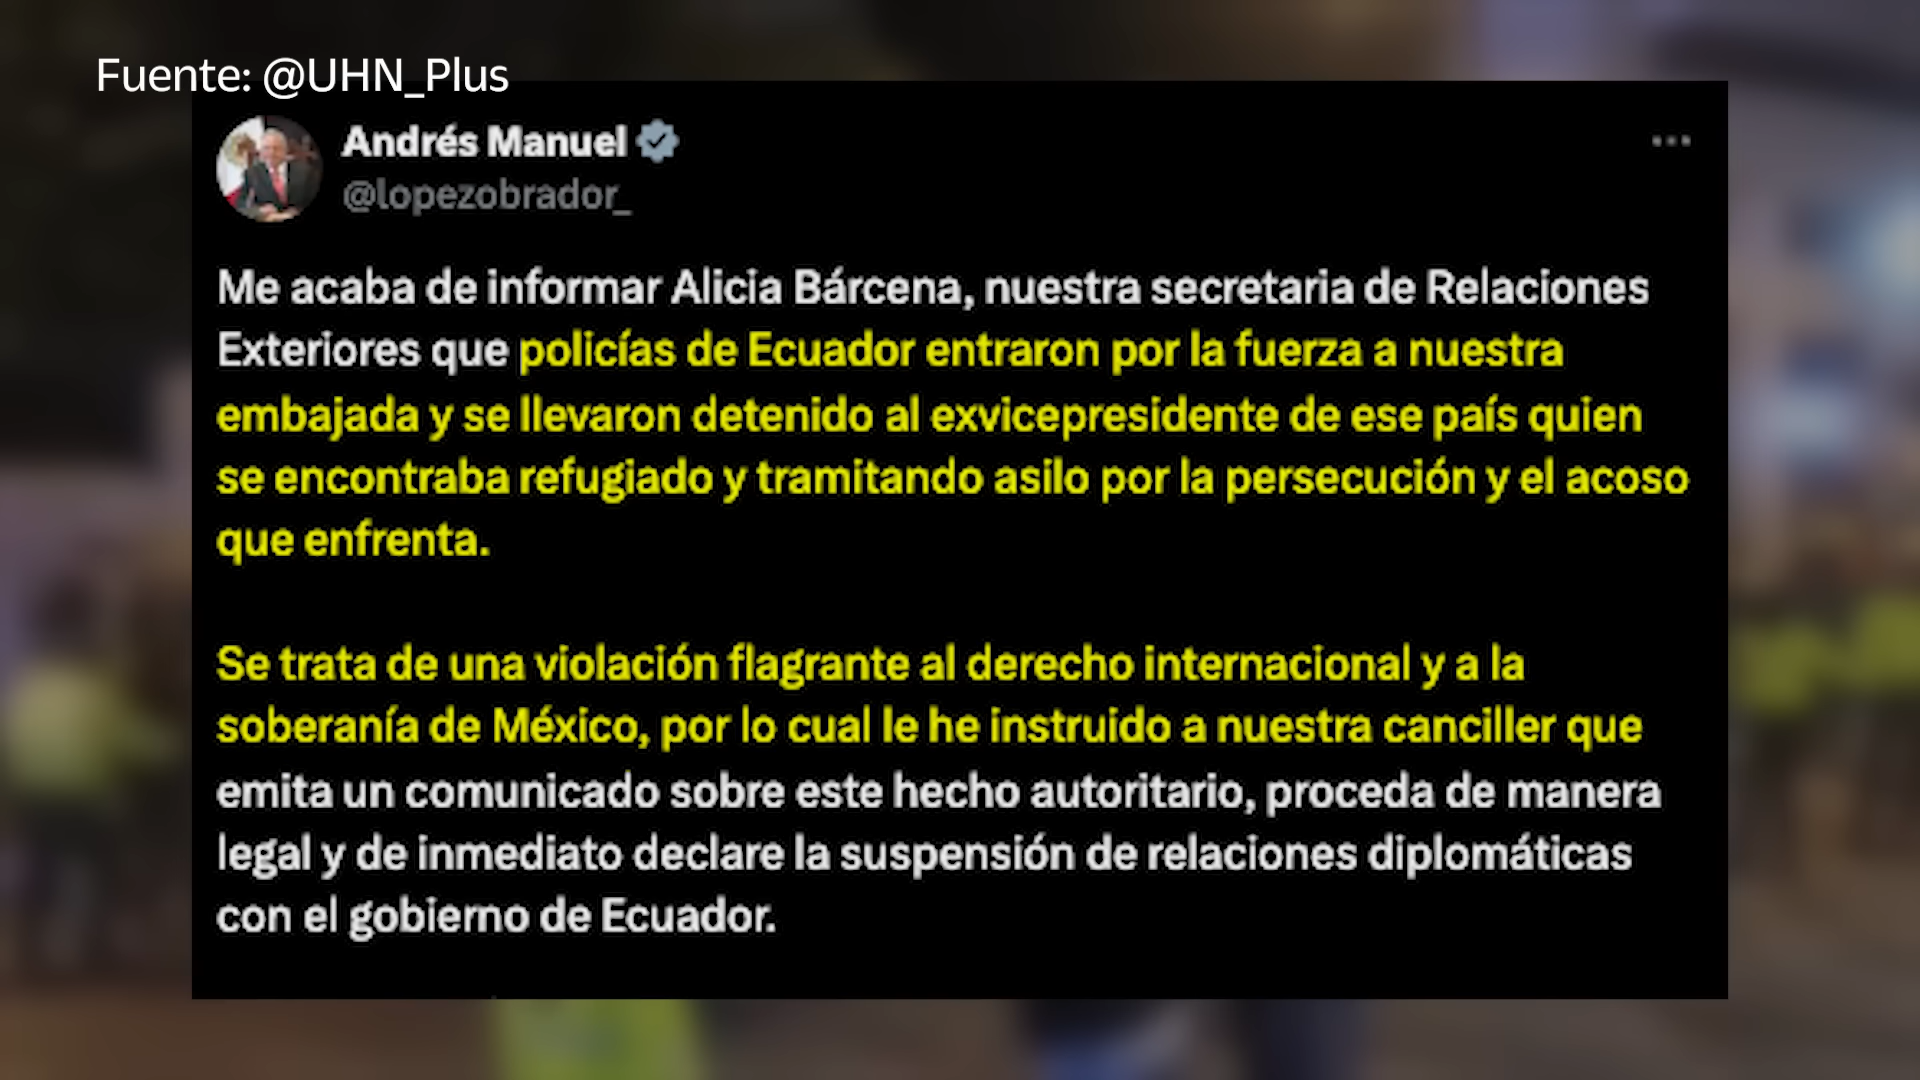 Fuente: @UHN_Plus
Andrés Manuel
@lopezobrador_
Me acaba de informar Alicia Bárcena, nuestra secretaria de Relaciones
Exteriores que policías de Ecuador entraron por la fuerza a nuestra
embajada y se llevaron detenido al exvicepresidente de ese país quien
se encontraba refugiado y tramitando asilo por la persecución y el acoso
que enfrenta.
Se trata de una violación flagrante al derecho internacional y a la
soberanía de México, por lo cual le he instruido a nuestra canciller que
emita un comunicado sobre este hecho autoritario, proceda de manera
legal y de inmediato declare la suspensión de relaciones diplomáticas
con el gobierno de Ecuador.